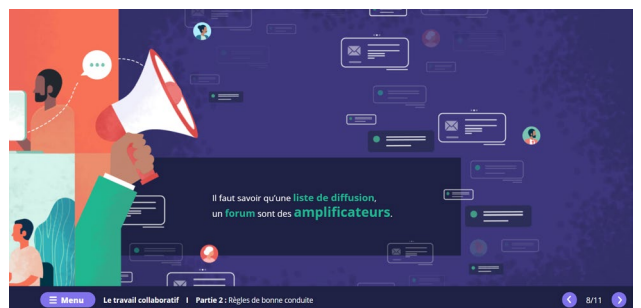 Il faut savoir qu'une liste de diffusion,
un forum sont des amplificateurs.
Menu Le travail collaboratif I Partie 2 : Règles de bonne conduite 8/11